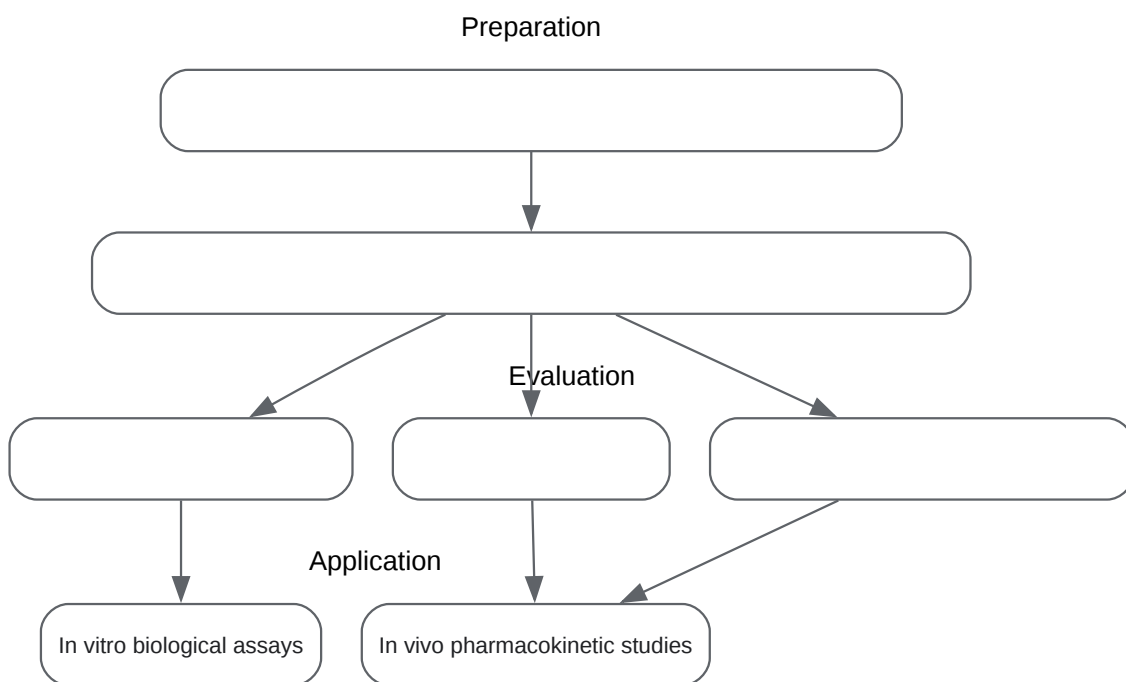 Preparation
Evaluation
Application
In vitro biological assays
In vivo pharmacokinetic studies